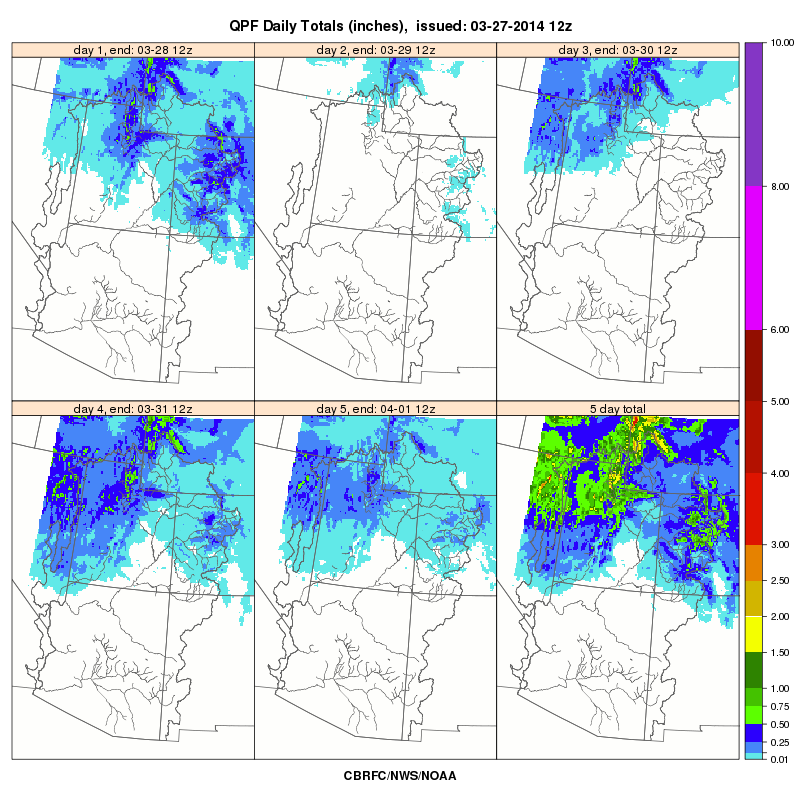 QPF Daily Totals (inches),  issued: 03-27-2014 12z
day 1, end: 03-28 12z
day 2, end: 03-29 12z
day 3, end: 03-30 12z
day 4, end: 03-31 12z
day 5, end: 04-01 12z
5 day total
10.00
8.00
6.00
5.00
4.00
3.00
2.50
2.00
1.50
1.00
0.75
0.50
0.25
0.01
CBRFC/NWS/NOAA